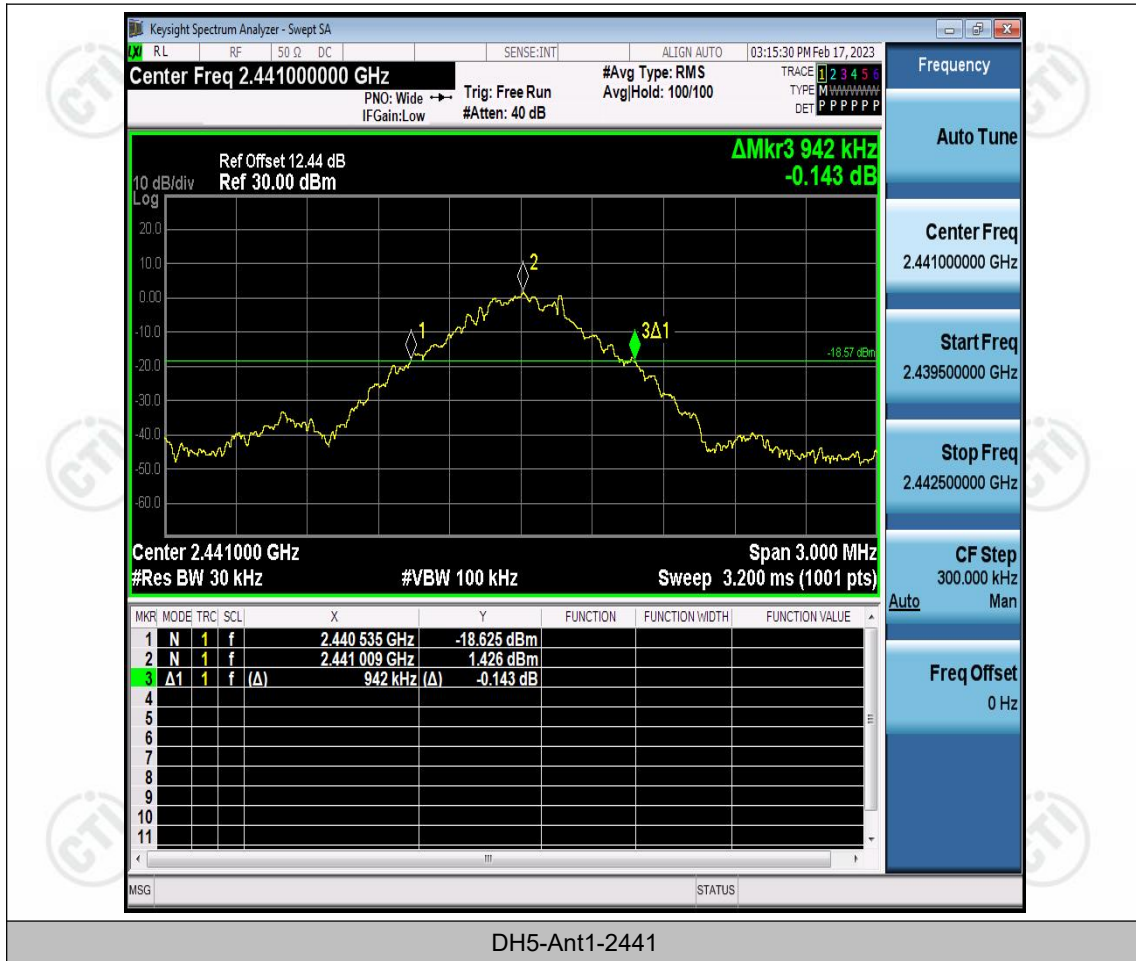 Keysight Spectrum Analyzer - Swept SA
LXI RL RF 50 Ω DC SENSE:INT ALIGN AUTO 03:15:30 PM Feb 17, 2023
Center Freq 2.441000000 GHz
PNO: Wide
IFGain:Low
Trig: Free Run
#Atten: 40 dB
#Avg Type: RMS
Avg|Hold: 100/100
TRACE 1 2 3 4 5 6
TYPE M WWWWW
DET P P P P P P
Frequency
Auto Tune
Center Freq
2.441000000 GHz
Start Freq
2.439500000 GHz
Stop Freq
2.442500000 GHz
CF Step
300.000 kHz
Auto Man
Freq Offset
0 Hz
ΔMkr3 942 kHz
-0.143 dB
Ref Offset 12.44 dB
10 dB/div Ref 30.00 dBm
Log
20.0
10.0
0.00
-10.0
-20.0
-30.0
-40.0
-50.0
-60.0
1
2
3Δ1
-18.57 dBm
Center 2.441000 GHz Span 3.000 MHz
#Res BW 30 kHz #VBW 100 kHz Sweep 3.200 ms (1001 pts)
MKR MODE TRC SCL X Y FUNCTION FUNCTION WIDTH FUNCTION VALUE
1 N 1 f 2.440 535 GHz -18.625 dBm
2 N 1 f 2.441 009 GHz 1.426 dBm
3 Δ1 1 f (Δ) 942 kHz (Δ) -0.143 dB
4
5
6
7
8
9
10
11
MSG STATUS
DH5-Ant1-2441
CTI
CTI
CTI
CTI
CTI
CTI